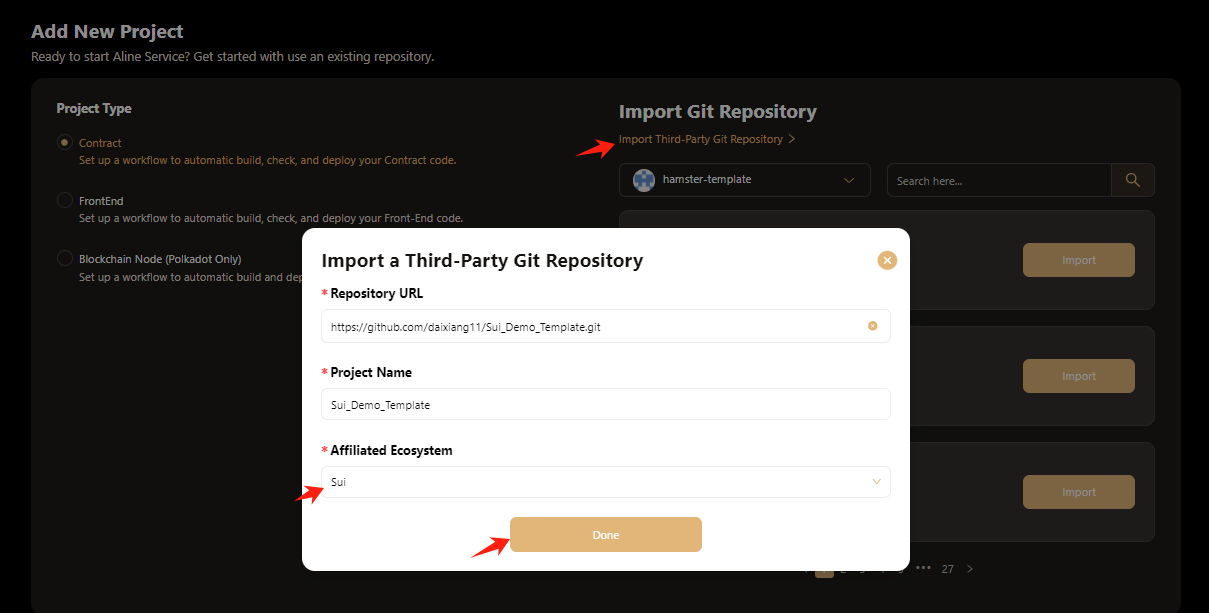 Add New Project
Ready to start Aline Service? Get started with use an existing repository.
Project Type
Contract
Set up a workflow to automatic build, check, and deploy your Contract code.
FrontEnd
Set up a workflow to automatic build, check, and deploy your Front-End code.
Blockchain Node (Polkadot Only)
Set up a workflow to automatic build and
Import Git Repository
Import Third-Party Git Repository >
hamster-template
Search here...
Import
Import
Import
Import a Third-Party Git Repository
* Repository URL
https://github.com/daixiang11/Sui_Demo_Template.git
* Project Name
Sui_Demo_Template
* Affiliated Ecosystem
Sui
Done
••• 27 >